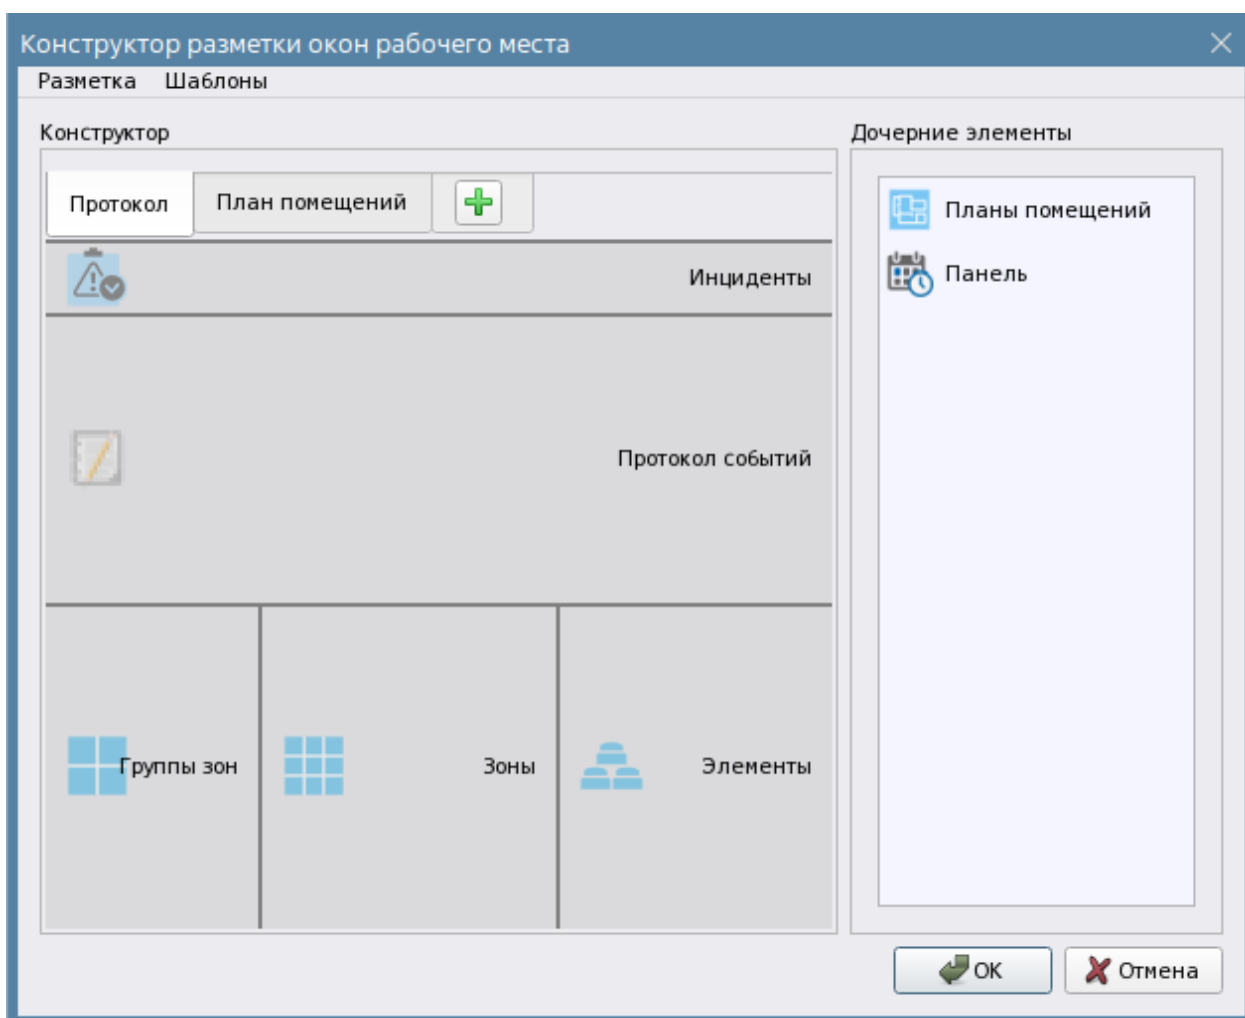 Конструктор разметки окон рабочего места
Разметка Шаблоны
Конструктор
Дочерние элементы
Протокол План помещений
Инциденты
Протокол событий
Группы зон Зоны Элементы
Планы помещений
Панель
ОК Отмена